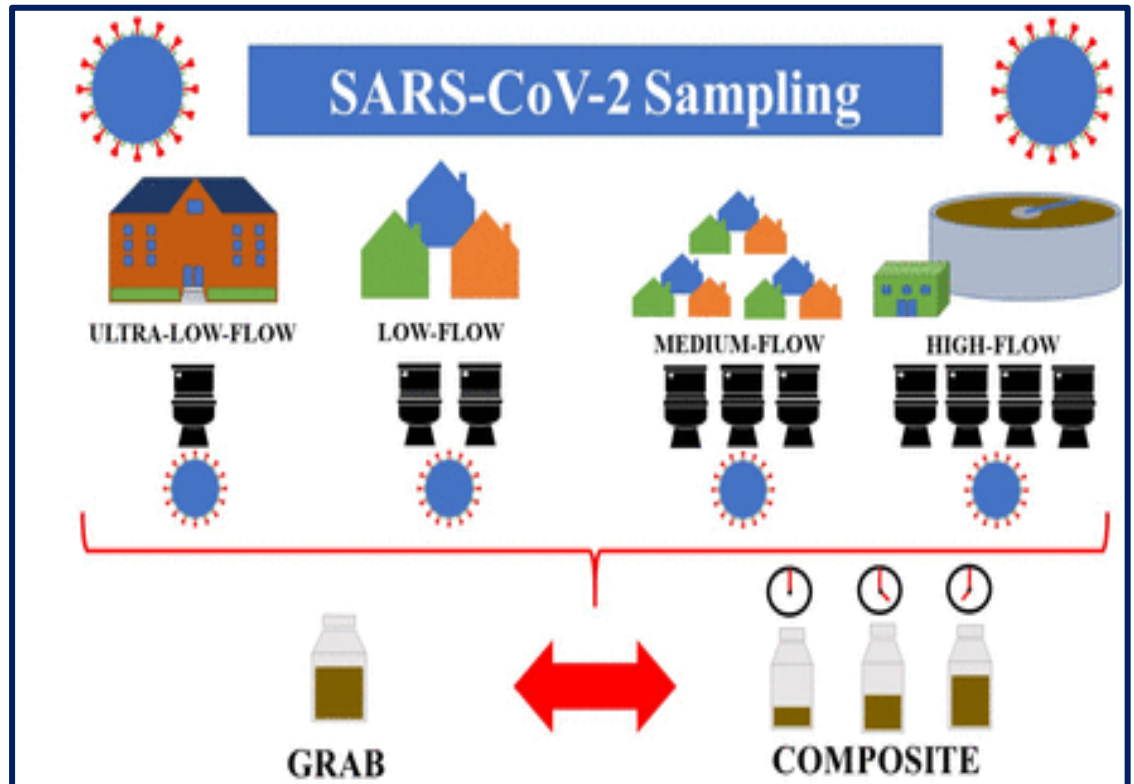 SARS-CoV-2 Sampling
ULTRA-LOW-FLOW
LOW-FLOW
MEDIUM-FLOW
HIGH-FLOW
GRAB
COMPOSITE